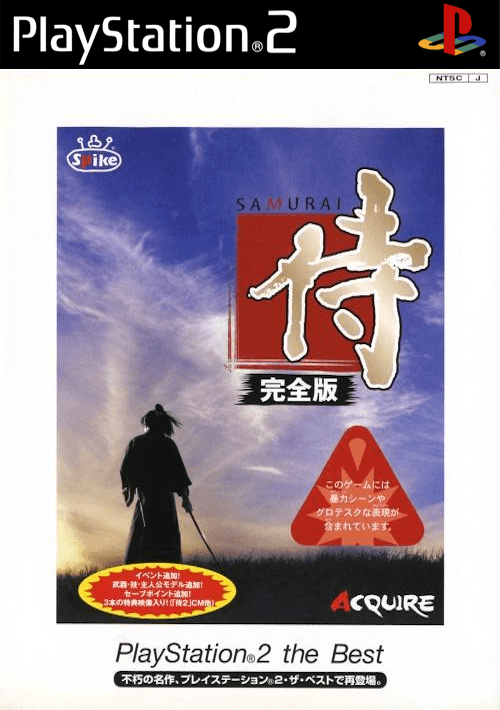 PlayStation®2
®
NTSC J
Spike
SAMURAI
侍
完全版
このゲームには
暴力シーンや
グロテスクな表現が
含まれています。
イベント追加!
武器・技・主人公モデル追加!
セーブポイント追加!
3本の特典映像入り!(「侍2」CM他)
ACQUIRE
PlayStation®2 the Best
不朽の名作、プレイステーション®2・ザ・ベストで再登場。